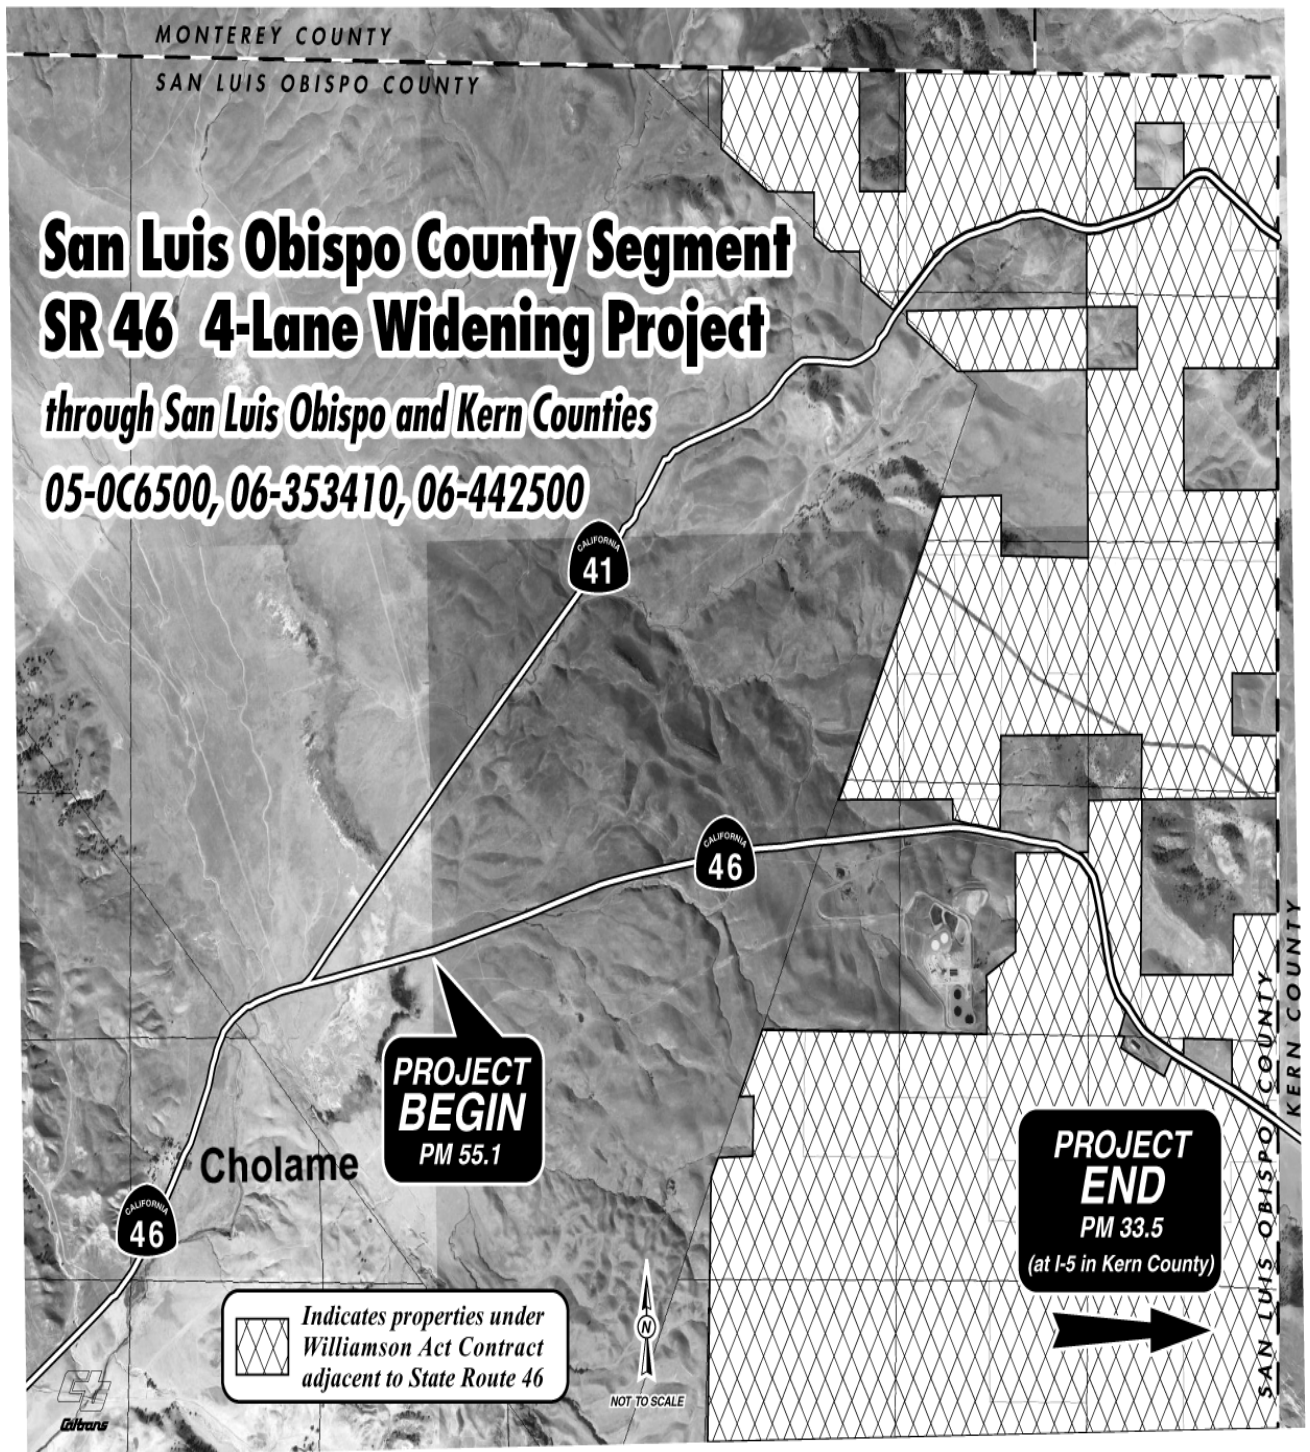 MONTEREY COUNTY
SAN LUIS OBISPO COUNTY
San Luis Obispo County Segment
SR 46 4-Lane Widening Project
through San Luis Obispo and Kern Counties
05-0C6500, 06-353410, 06-442500
CALIFORNIA
41
CALIFORNIA
46
PROJECT
BEGIN
PM 55.1
Cholame
CALIFORNIA
46
PROJECT
END
PM 33.5
(at I-5 in Kern County)
SAN LUIS OBISPO COUNTY
KERN COUNTY
Indicates properties under
Williamson Act Contract
adjacent to State Route 46
N
NOT TO SCALE
Caltrans